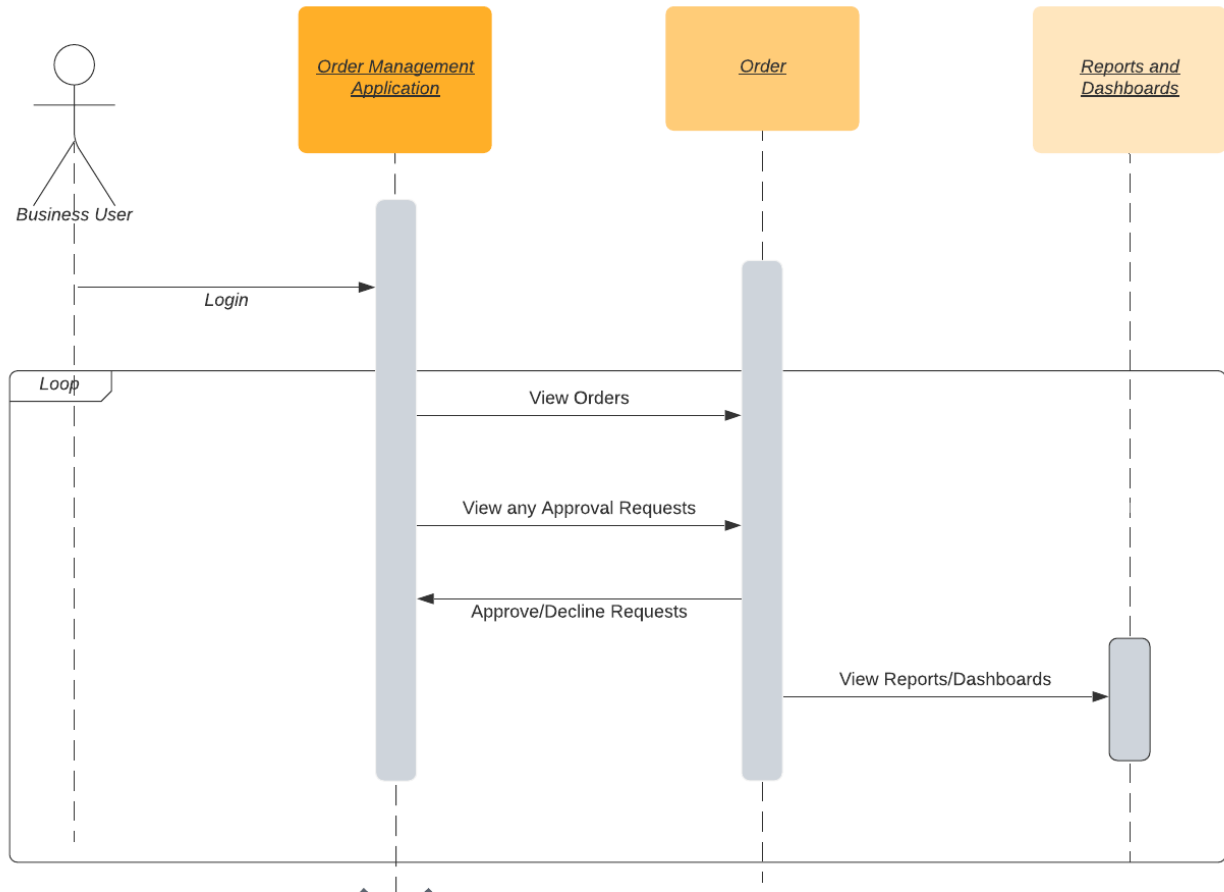 Order Management
Application
Order
Reports and
Dashboards
Business User
Login
Loop
View Orders
View any Approval Requests
Approve/Decline Requests
View Reports/Dashboards